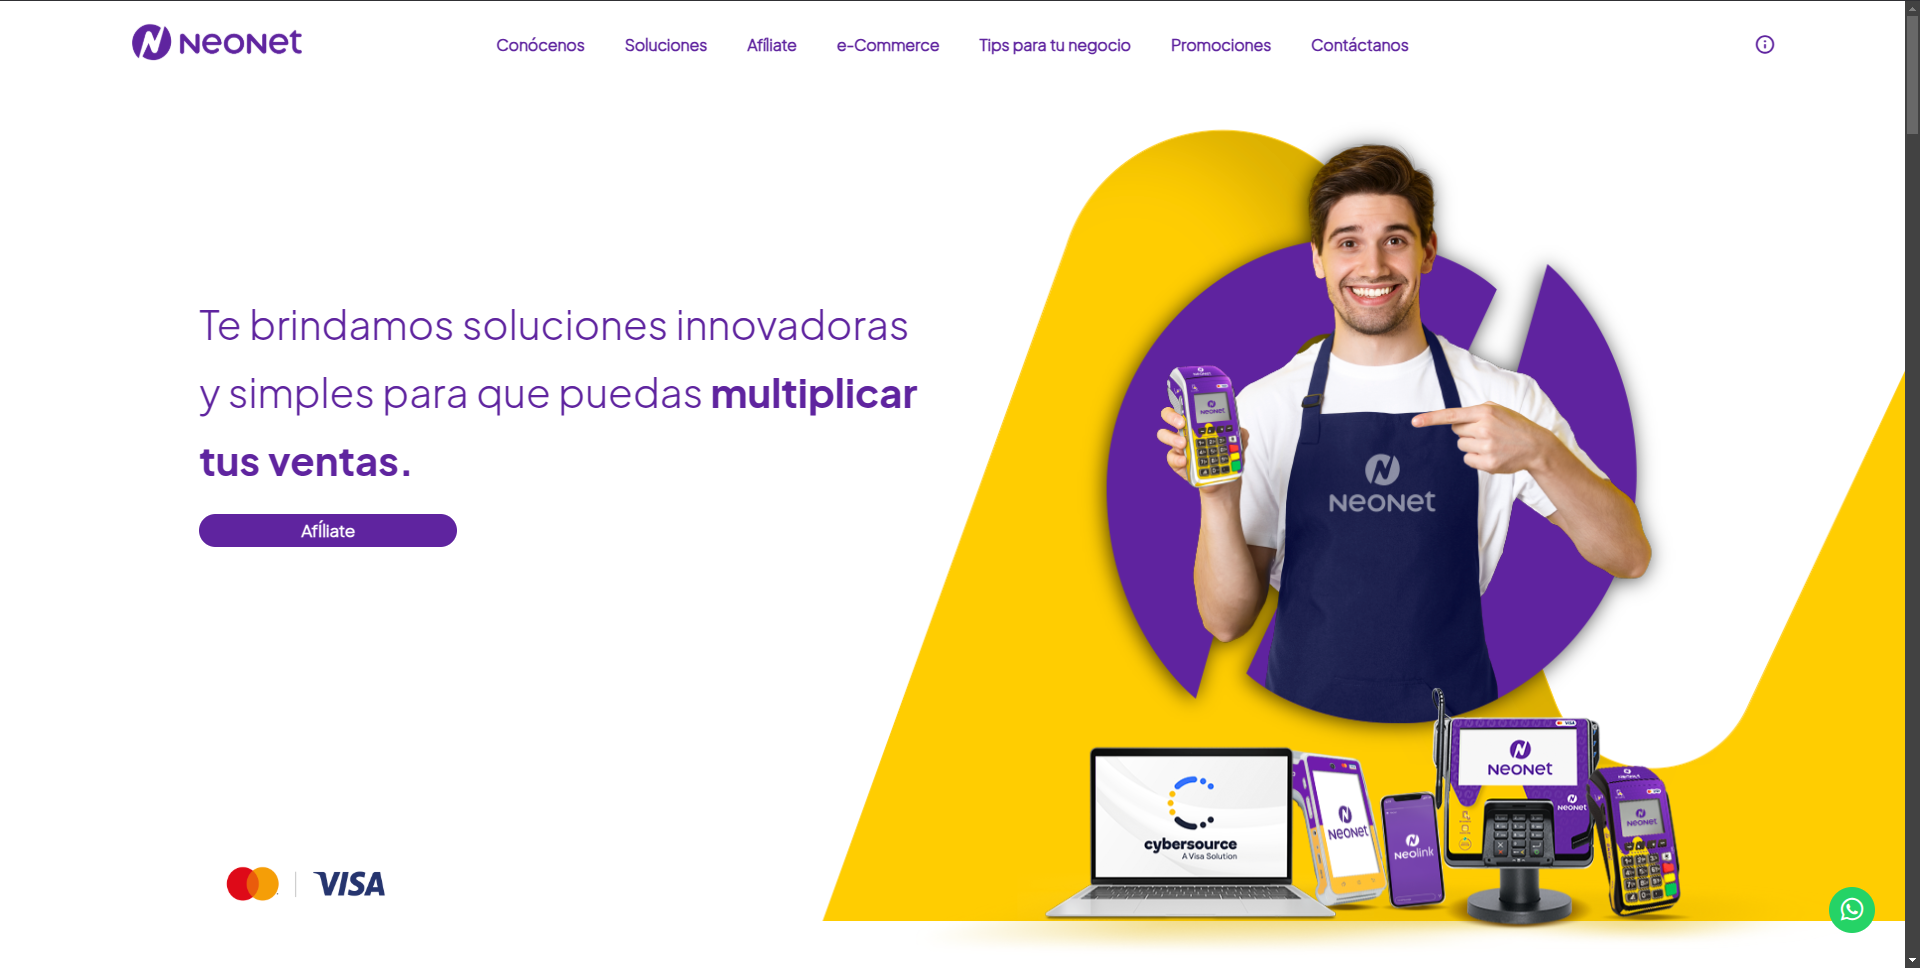 Neonet
Conócenos Soluciones Afíliate e-Commerce Tips para tu negocio Promociones Contáctanos
Te brindamos soluciones innovadoras
y simples para que puedas multiplicar
tus ventas.
AfÍliate
VISA
Neonet
Neonet
Neonet
cybersource
A Visa Solution
Neonet
Neolink
Neonet
Neonet
Neonet